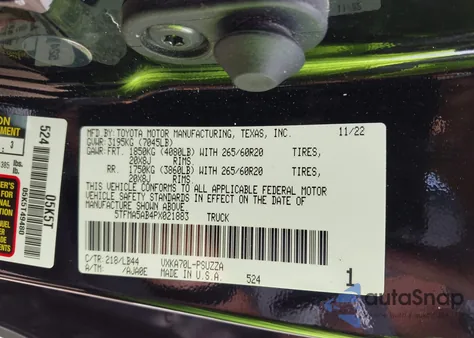 MFD.BY: TOYOTA MOTOR MANUFACTURING, TEXAS, INC. 11/22
GVWR: 3195KG (7045LB)
GAWR: FRT. 1850KG (4080LB) WITH 265/60R20 TIRES,
20X8J RIMS.
RR. 1750KG (3860LB) WITH 265/60R20 TIRES,
20X8J RIMS.
THIS VEHICLE CONFORMS TO ALL APPLICABLE FEDERAL MOTOR
VEHICLE SAFETY STANDARDS IN EFFECT ON THE DATE OF
MANUFACTURE SHOWN ABOVE.
5TFMA5AB4PX021883 TRUCK
C/TR: 218/LB44 VXKA70L-PSUZZA
A/TM: /AJA0E MADE IN U.S.A. 524 1
524
05K5T
05K5T49480
autoSnap